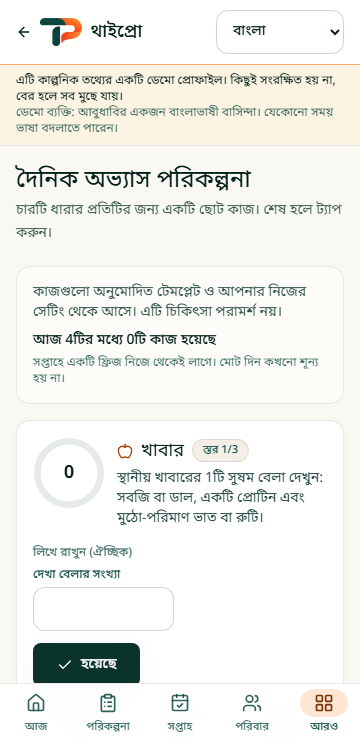 থাইপ্রো
বাংলা
এটি কাল্পনিক তথ্যের একটি ডেমো প্রোফাইল। কিছুই সংরক্ষিত হয় না,
বের হলে সব মুছে যায়।
ডেমো ব্যক্তি: আবুধাবির একজন বাংলাভাষী বাসিন্দা। যেকোনো সময়
ভাষা বদলাতে পারেন।
দৈনিক অভ্যাস পরিকল্পনা
চারটি ধারার প্রতিটির জন্য একটি ছোট কাজ। শেষ হলে ট্যাপ
করুন।
কাজগুলো অনুমোদিত টেমপ্লেট ও আপনার নিজের
সেটিং থেকে আসে। এটি চিকিৎসা পরামর্শ নয়।
আজ 4টির মধ্যে 0টি কাজ হয়েছে
সপ্তাহে একটি ফ্রিজ নিজে থেকেই লাগে। মোট দিন কখনো শূন্য
হয় না।
0
খাবার
স্তর 1/3
স্থানীয় খাবারের 1টি সুষম বেলা দেখুন:
সবজি বা ডাল, একটি প্রোটিন এবং
মুঠো-পরিমাণ ভাত বা রুটি।
লিখে রাখুন (ঐচ্ছিক)
দেখা বেলার সংখ্যা
হয়েছে
আজ
পরিকল্পনা
সপ্তাহ
পরিবার
আরও